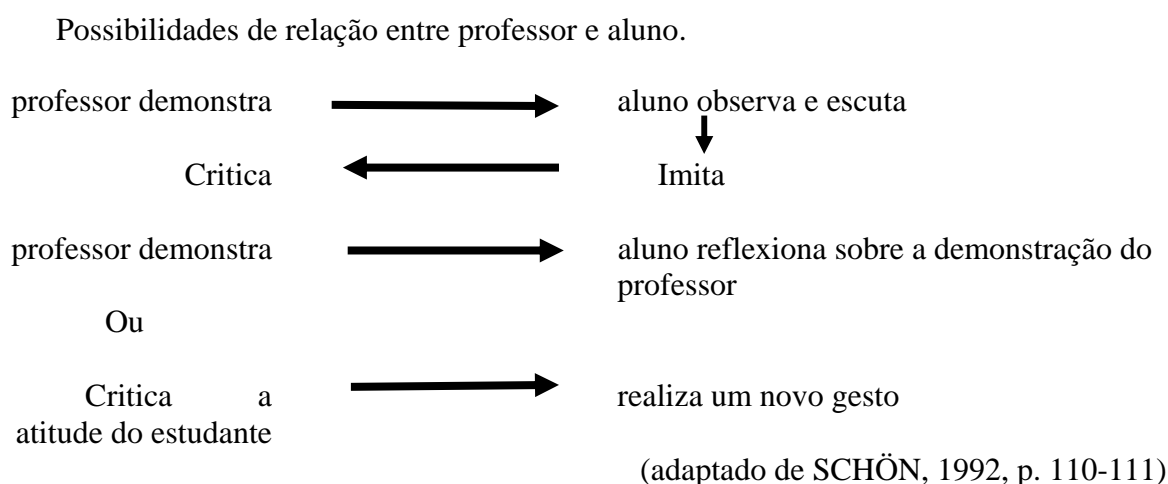 Possibilidades de relação entre professor e aluno.
professor demonstra
aluno observa e escuta
Critica
Imita
professor demonstra
aluno reflexiona sobre a demonstração do
professor
Ou
Critica a
atitude do estudante
realiza um novo gesto
(adaptado de SCHÖN, 1992, p. 110-111)